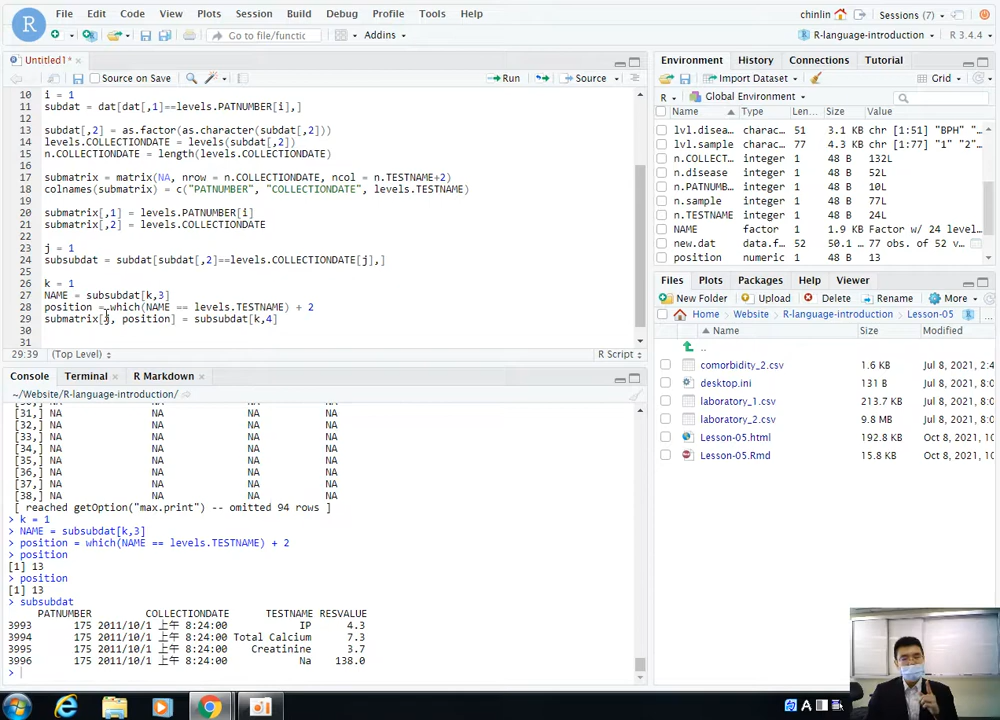 File Edit Code View Plots Session Build Debug Profile Tools Help
chinlin Sessions (7)
Go to file/functic Addins
R-language-introduction R 3.4.4
Untitled1*
Source on Save Run Source
10 i = 1
11 subdat = dat[dat[,1]==levels.PATNUMBER[i],]
12
13 subdat[,2] = as.factor(as.character(subdat[,2]))
14 levels.COLLECTIONDATE = levels(subdat[,2])
15 n.COLLECTIONDATE = length(levels.COLLECTIONDATE)
16
17 submatrix = matrix(NA, nrow = n.COLLECTIONDATE, ncol = n.TESTNAME+2)
18 colnames(submatrix) = c("PATNUMBER", "COLLECTIONDATE", levels.TESTNAME)
19
20 submatrix[,1] = levels.PATNUMBER[i]
21 submatrix[,2] = levels.COLLECTIONDATE
22
23 j = 1
24 subsubdat = subdat[subdat[,2]==levels.COLLECTIONDATE[j],]
25
26 k = 1
27 NAME = subsubdat[k,3]
28 position = which(NAME == levels.TESTNAME) + 2
29 submatrix[j, position] = subsubdat[k,4]
30
31
29:39 (Top Level) R Script
Console Terminal R Markdown
~/Website/R-language-introduction/
[31,] NA NA NA NA
[32,] NA NA NA NA
[33,] NA NA NA NA
[34,] NA NA NA NA
[35,] NA NA NA NA
[36,] NA NA NA NA
[37,] NA NA NA NA
[38,] NA NA NA NA
[ reached getOption("max.print") -- omitted 94 rows ]
> k = 1
> NAME = subsubdat[k,3]
> position = which(NAME == levels.TESTNAME) + 2
> position
[1] 13
> position
[1] 13
> subsubdat
PATNUMBER COLLECTIONDATE TESTNAME RESVALUE
3993 175 2011/10/1 上午 8:24:00 IP 4.3
3994 175 2011/10/1 上午 8:24:00 Total Calcium 7.3
3995 175 2011/10/1 上午 8:24:00 Creatinine 3.7
3996 175 2011/10/1 上午 8:24:00 Na 138.0
>
Environment History Connections Tutorial
Import Dataset Grid
R Global Environment
Name Type Len... Size Value
lvl.disea... charac... 51 3.1 KB chr [1:51] "BPH" "...
lvl.sample charac... 77 4.3 KB chr [1:77] "1" "2"...
n.COLLECT... integer 1 48 B 132L
n.disease integer 1 48 B 52L
n.PATNUMB... integer 1 48 B 10L
n.sample integer 1 48 B 77L
n.TESTNAME integer 1 48 B 24L
NAME factor 1 1.9 KB Factor w/ 24 level...
new.dat data.f... 52 50.1 ... 77 obs. of 52 v...
position numeric 1 48 B 13
Files Plots Packages Help Viewer
New Folder Upload Delete Rename More
Home Website R-language-introduction Lesson-05 ...
Name Size Modified
..
comorbidity_2.csv 1.6 KB Jul 8, 2021, 2:4
desktop.ini 131 B Jul 8, 2021, 8:0
laboratory_1.csv 213.7 KB Jul 8, 2021, 8:0
laboratory_2.csv 9.8 MB Jul 8, 2021, 8:0
Lesson-05.html 192.8 KB Oct 8, 2021, 8:0
Lesson-05.Rmd 15.8 KB Oct 8, 2021, 8:0